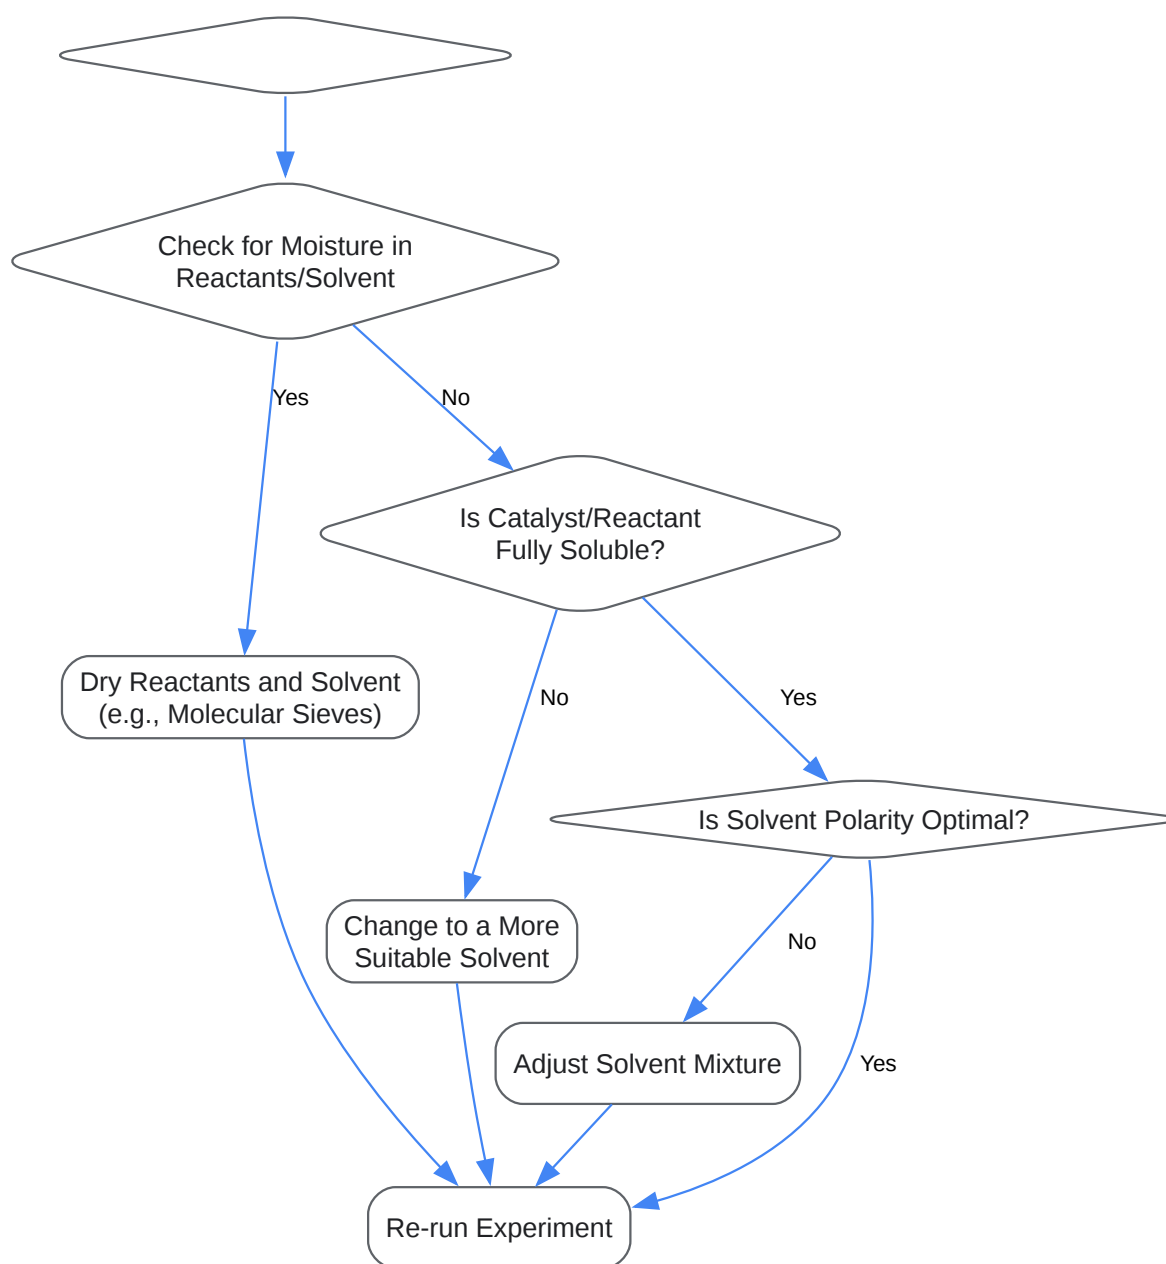 Check for Moisture in
Reactants/Solvent
Yes
No
Is Catalyst/Reactant
Fully Soluble?
Dry Reactants and Solvent
(e.g., Molecular Sieves)
No
Yes
Is Solvent Polarity Optimal?
Change to a More
Suitable Solvent
No
Adjust Solvent Mixture
Yes
Re-run Experiment